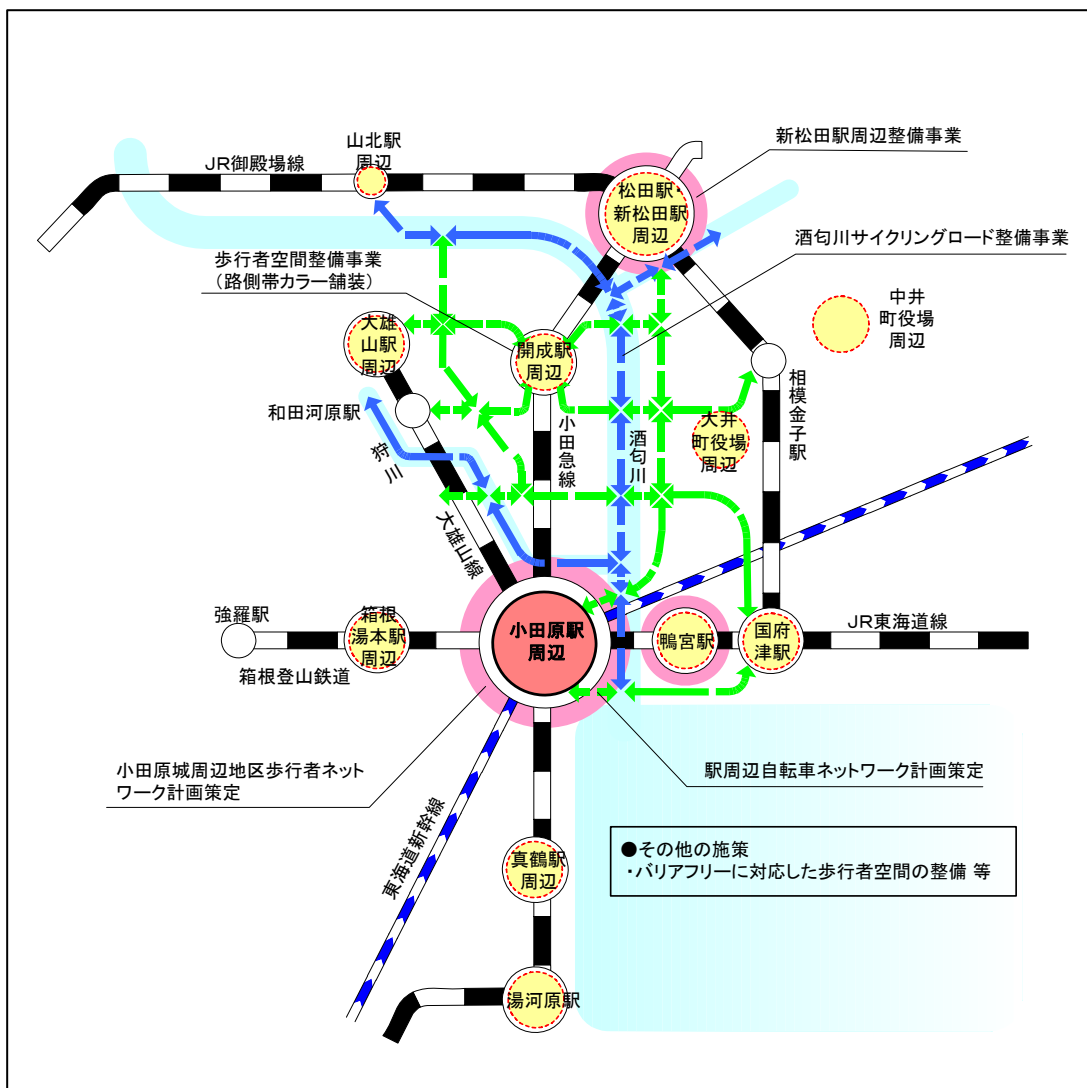 新松田駅周辺整備事業
山北駅
周辺
JR御殿場線
松田駅・
新松田駅
周辺
酒匂川サイクリングロード整備事業
歩行者空間整備事業
(路側帯カラー舗装)
中井
町役場
周辺
大雄
山駅
周辺
開成駅
周辺
和田河原駅
相模金子駅
小田急線
酒匂川
大井
町役場
周辺
狩川
大雄山線
強羅駅
箱根
湯本駅
周辺
箱根登山鉄道
小田原駅
周辺
鴨宮駅
国府
津駅
JR東海道線
小田原城周辺地区歩行者ネット
ワーク計画策定
駅周辺自転車ネットワーク計画策定
東海道新幹線
真鶴駅
周辺
●その他の施策
・バリアフリーに対応した歩行者空間の整備 等
湯河原駅